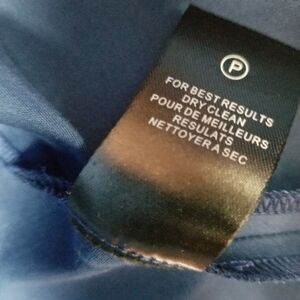 P
FOR BEST RESULTS
DRY CLEAN
POUR DE MEILLEURS
RESULATS
NETTOYER A SEC